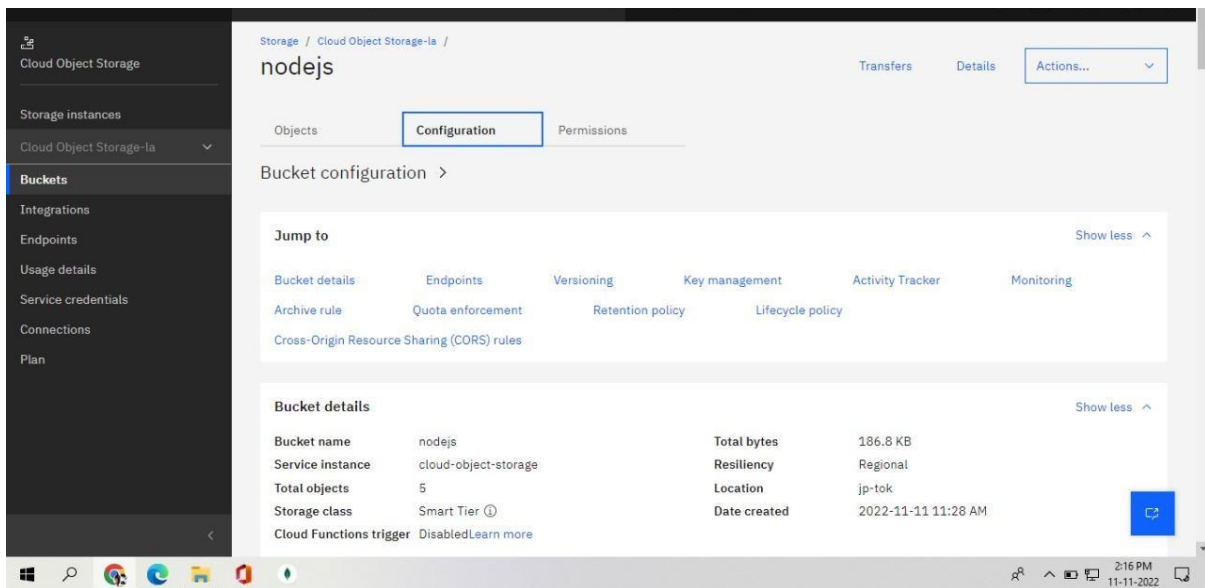 Cloud Object Storage
Storage instances
Cloud Object Storage-la
Buckets
Integrations
Endpoints
Usage details
Service credentials
Connections
Plan
Storage / Cloud Object Storage-la /
nodejs
Transfers Details Actions...
Objects Configuration Permissions
Bucket configuration >
Jump to Show less
Bucket details Endpoints Versioning Key management Activity Tracker Monitoring
Archive rule Quota enforcement Retention policy Lifecycle policy
Cross-Origin Resource Sharing (CORS) rules
Bucket details Show less
Bucket name nodejs Total bytes 186.8 KB
Service instance cloud-object-storage Resiliency Regional
Total objects 5 Location jp-tok
Storage class Smart Tier Date created 2022-11-11 11:28 AM
Cloud Functions trigger DisabledLearn more
2:16 PM
11-11-2022